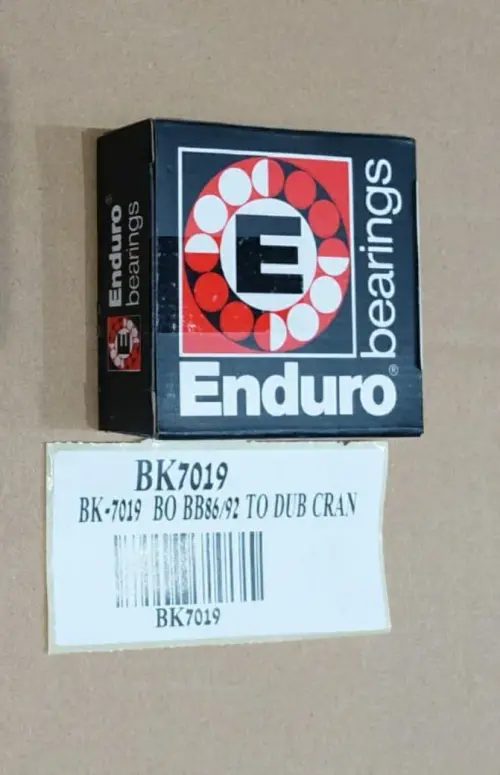 Enduro®
bearings
E
E
bearings
Enduro®
BK7019
BK-7019 BO BB86/92 TO DUB CRAN
BK7019